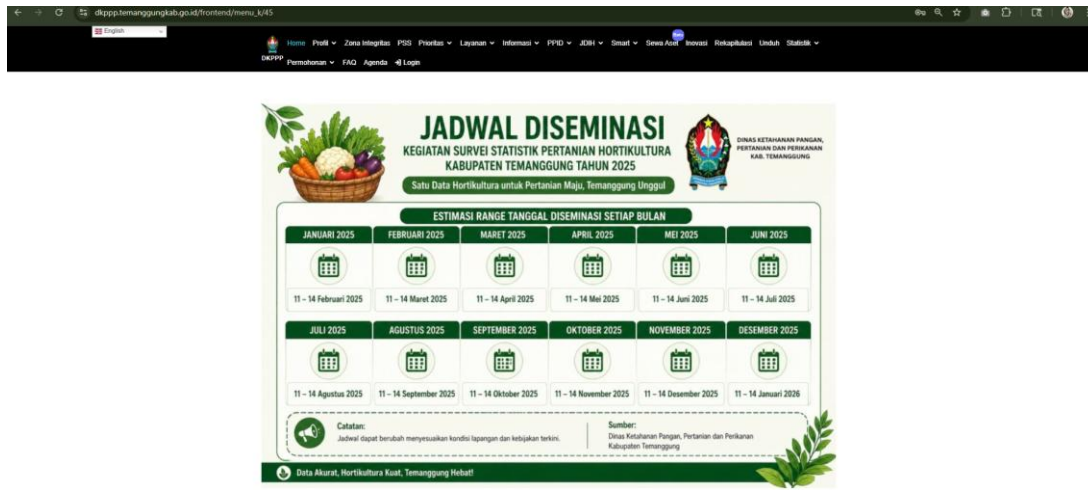 dkppp.temanggungkab.go.id/frontend/menu_k/45
English
Baru
Home Profil Zona Integritas PSS Prioritas Layanan Informasi PPID JDIH Smart Sewa Aset Inovasi Rekapitulasi Unduh Statistik
DKPPP
Permohonan FAQ Agenda Login
JADWAL DISEMINASI
KEGIATAN SURVEI STATISTIK PERTANIAN HORTIKULTURA
KABUPATEN TEMANGGUNG TAHUN 2025
Satu Data Hortikultura untuk Pertanian Maju, Temanggung Unggul
DINAS KETAHANAN PANGAN,
PERTANIAN DAN PERIKANAN
KAB. TEMANGGUNG
ESTIMASI RANGE TANGGAL DISEMINASI SETIAP BULAN
JANUARI 2025 FEBRUARI 2025 MARET 2025 APRIL 2025 MEI 2025 JUNI 2025
11 – 14 Februari 2025 11 – 14 Maret 2025 11 – 14 April 2025 11 – 14 Mei 2025 11 – 14 Juni 2025 11 – 14 Juli 2025
JULI 2025 AGUSTUS 2025 SEPTEMBER 2025 OKTOBER 2025 NOVEMBER 2025 DESEMBER 2025
11 – 14 Agustus 2025 11 – 14 September 2025 11 – 14 Oktober 2025 11 – 14 November 2025 11 – 14 Desember 2025 11 – 14 Januari 2026
Catatan:
Jadwal dapat berubah menyesuaikan kondisi lapangan dan kebijakan terkini.
Sumber:
Dinas Ketahanan Pangan, Pertanian dan Perikanan
Kabupaten Temanggung
Data Akurat, Hortikultura Kuat, Temanggung Hebat!